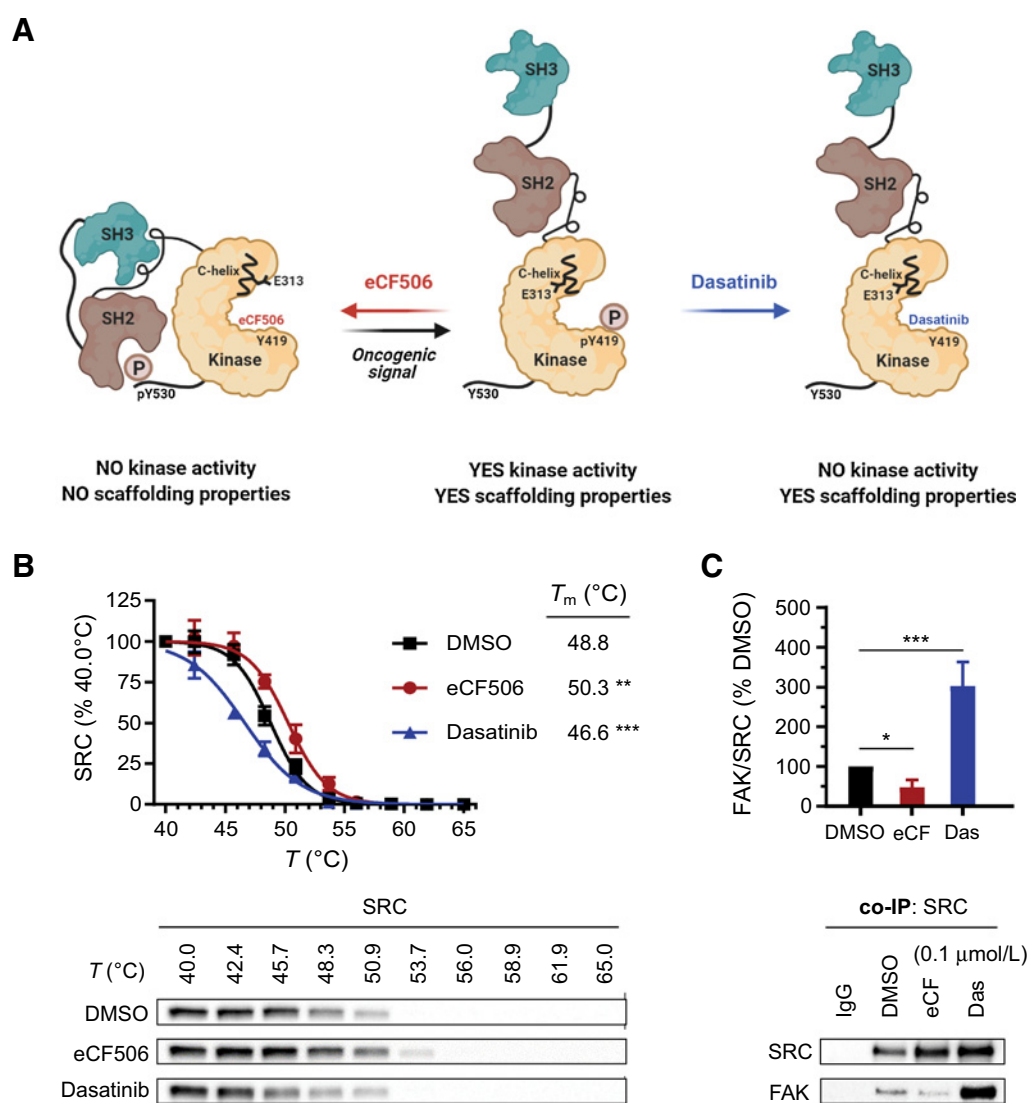 A
SH3
SH2
C-helix
E313
eCF506
Y419
Kinase
P
pY530
eCF506
Oncogenic
signal
SH3
SH2
C-helix
E313
P
pY419
Kinase
Y530
Dasatinib
SH3
SH2
C-helix
E313
Dasatinib
Y419
Kinase
Y530
NO kinase activity
NO scaffolding properties
YES kinase activity
YES scaffolding properties
NO kinase activity
YES scaffolding properties
B
SRC (% 40.0°C)
125
100
75
50
25
0
40 45 50 55 60 65
T (°C)
Tm (°C)
DMSO 48.8
eCF506 50.3 **
Dasatinib 46.6 ***
SRC
T (°C) 40.0 42.4 45.7 48.3 50.9 53.7 56.0 58.9 61.9 65.0
DMSO
eCF506
Dasatinib
C
FAK/SRC (% DMSO)
500
400
300
200
100
0
***
*
DMSO eCF Das
co-IP: SRC
(0.1 μmol/L)
IgG DMSO eCF Das
SRC
FAK